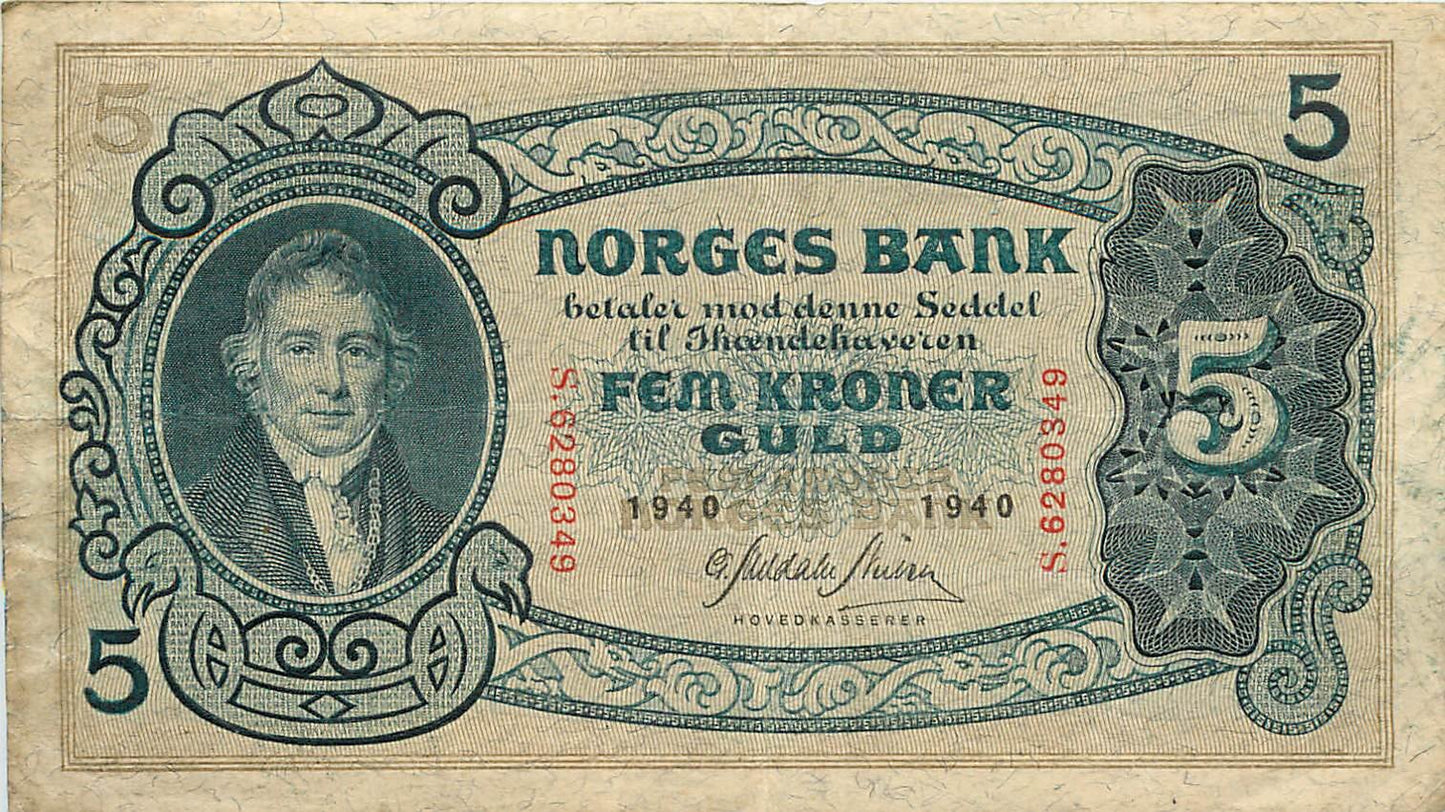 5
5
NORGES BANK
betaler mod denne Seddel
til Ihændehaveren
FEM KRONER
GULD
S.6280349
S.6280349
5
1940 1940
HOVEDKASSERER
5